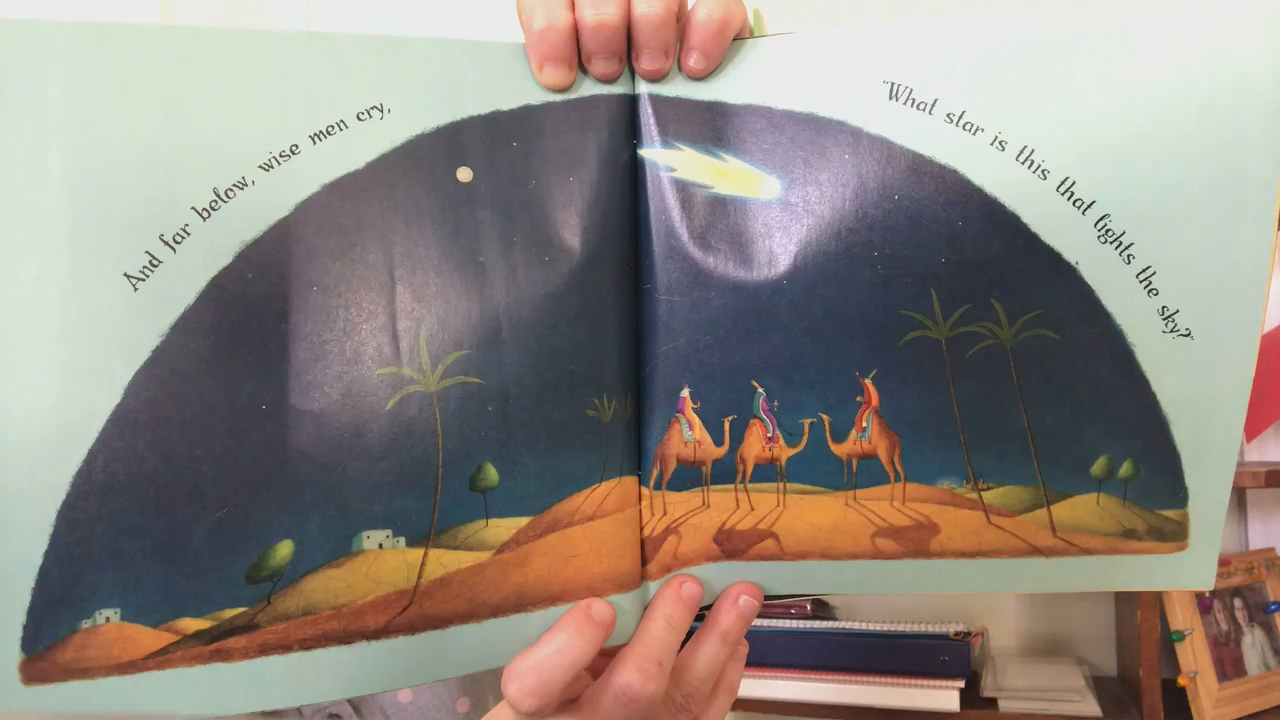 And far below, wise men cry,
"What star is this that lights the sky?"